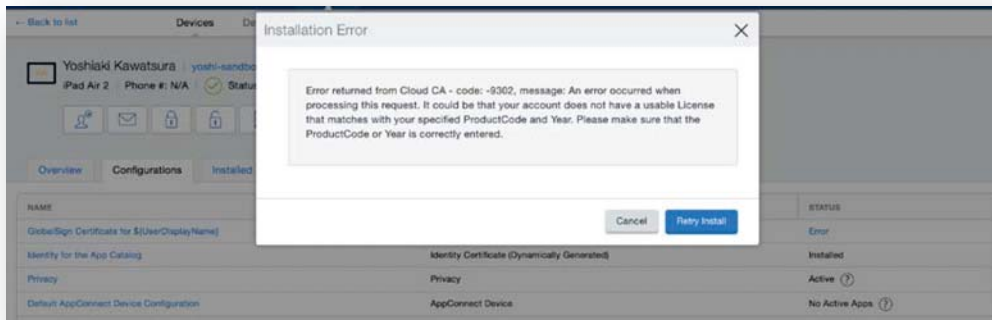 ← Back to list
Devices
De
Installation Error
Yoshiaki Kawatsura
yoshi-sandbo
iPad Air 2 Phone #: N/A Status
Error returned from Cloud CA - code: -9302, message: An error occurred when
processing this request. It could be that your account does not have a usable License
that matches with your specified ProductCode and Year. Please make sure that the
ProductCode or Year is correctly entered.
Overview Configurations Installed
Cancel Retry Install
NAME STATUS
GlobalSign Certificate for ${UserDisplayName} Error
Identity for the App Catalog Identity Certificate (Dynamically Generated) Installed
Privacy Privacy Active ?
Default AppConnect Device Configuration AppConnect Device No Active Apps ?